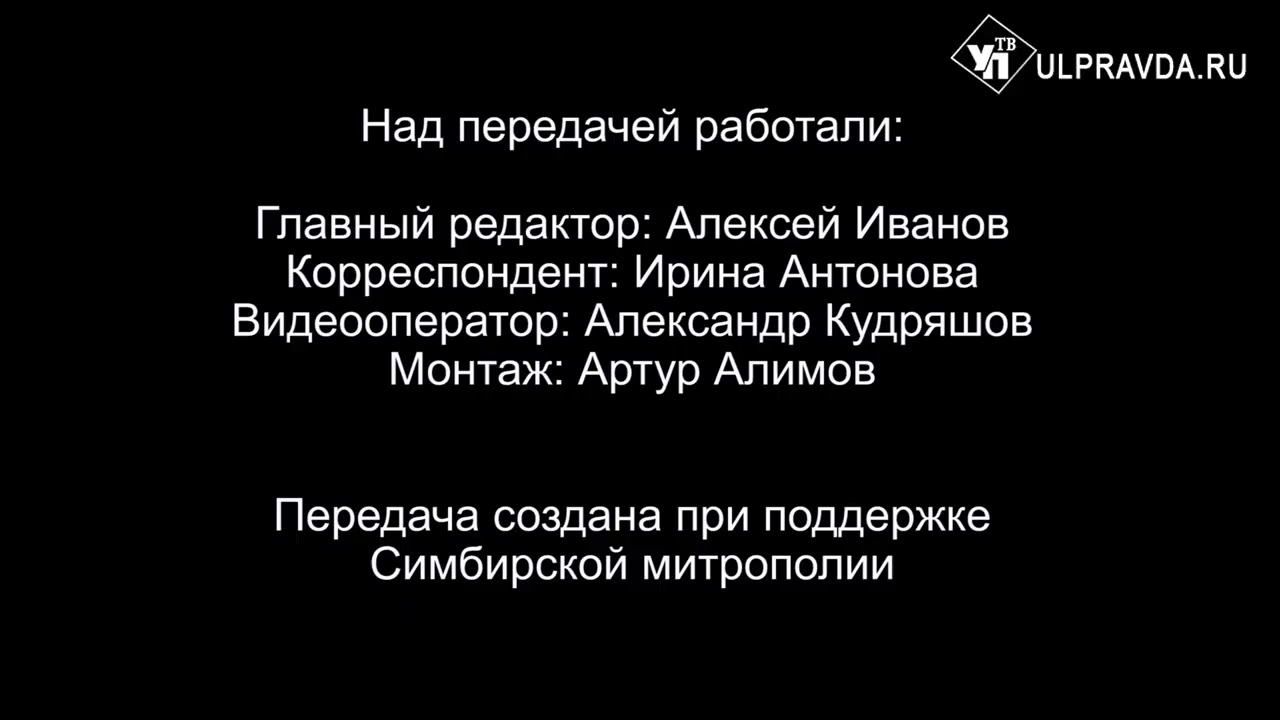 УП ТВ ULPRAVDA.RU
Над передачей работали:
Главный редактор: Алексей Иванов
Корреспондент: Ирина Антонова
Видеооператор: Александр Кудряшов
Монтаж: Артур Алимов
Передача создана при поддержке
Симбирской митрополии